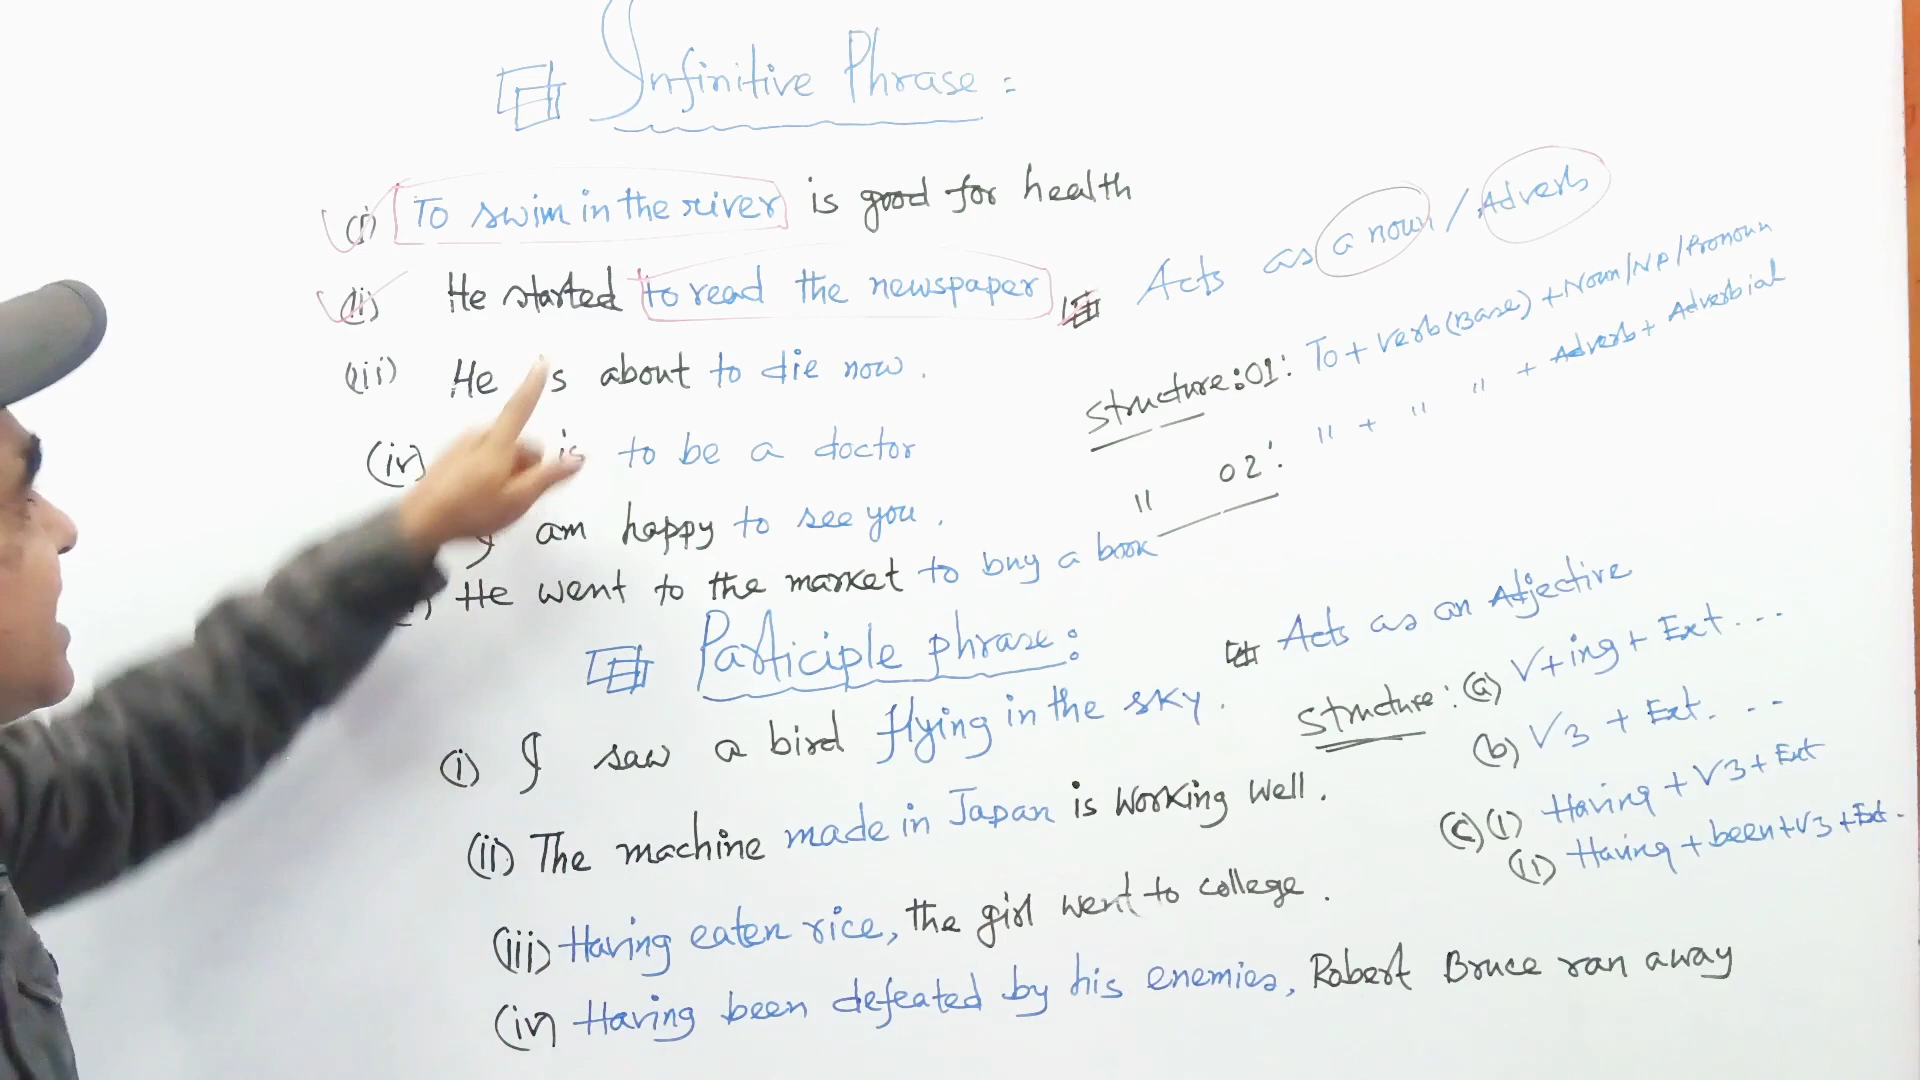 Infinitive Phrase :
(i) To swim in the river is good for health
(ii) He started to read the newspaper
Acts as a noun / Adverb
(iii) He is about to die now.
Structure:01: To + verb (Base) + Noun/NP/Pronoun
(iv) is to be a doctor
" 02: " + " " + Adverb + Adverbial
I am happy to see you.
He went to the market to buy a book
Participle phrase:
Acts as an Adjective
(i) I saw a bird flying in the sky.
Structure: (a) V+ing + Ext...
(b) V3 + Ext...
(ii) The machine made in Japan is working well.
(c) (i) Having + V3 + Ext
(ii) Having + been + V3 + Ext.
(iii) Having eaten rice, the girl went to college.
(iv) Having been defeated by his enemies, Robert Bruce ran away